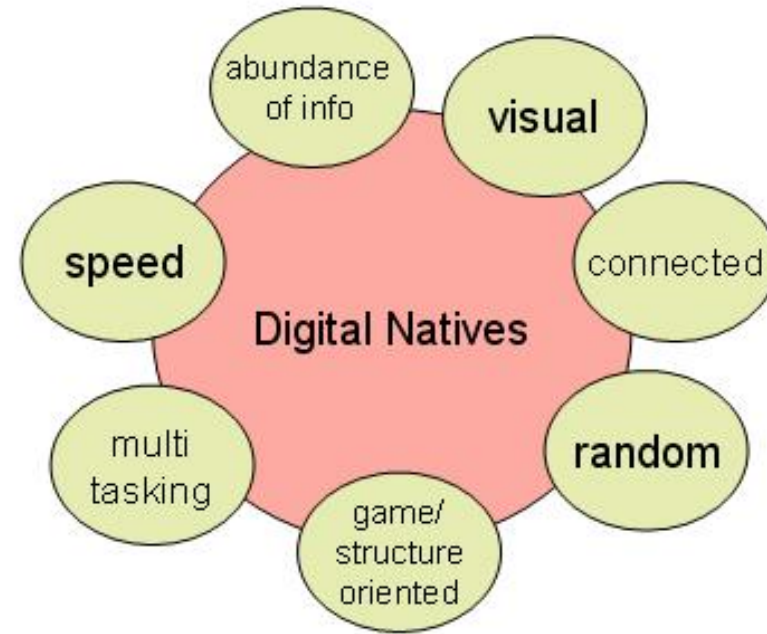 abundance
of info
visual
speed
connected
Digital Natives
multi
tasking
random
game/
structure
oriented